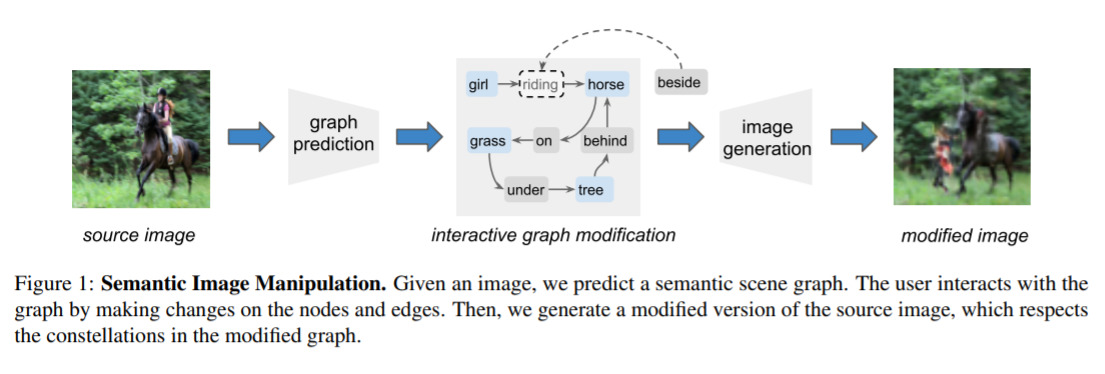 girl
riding
horse
beside
graph
prediction
grass
on
behind
image
generation
under
tree
source image
interactive graph modification
modified image
Figure 1: Semantic Image Manipulation. Given an image, we predict a semantic scene graph. The user interacts with the
graph by making changes on the nodes and edges. Then, we generate a modified version of the source image, which respects
the constellations in the modified graph.